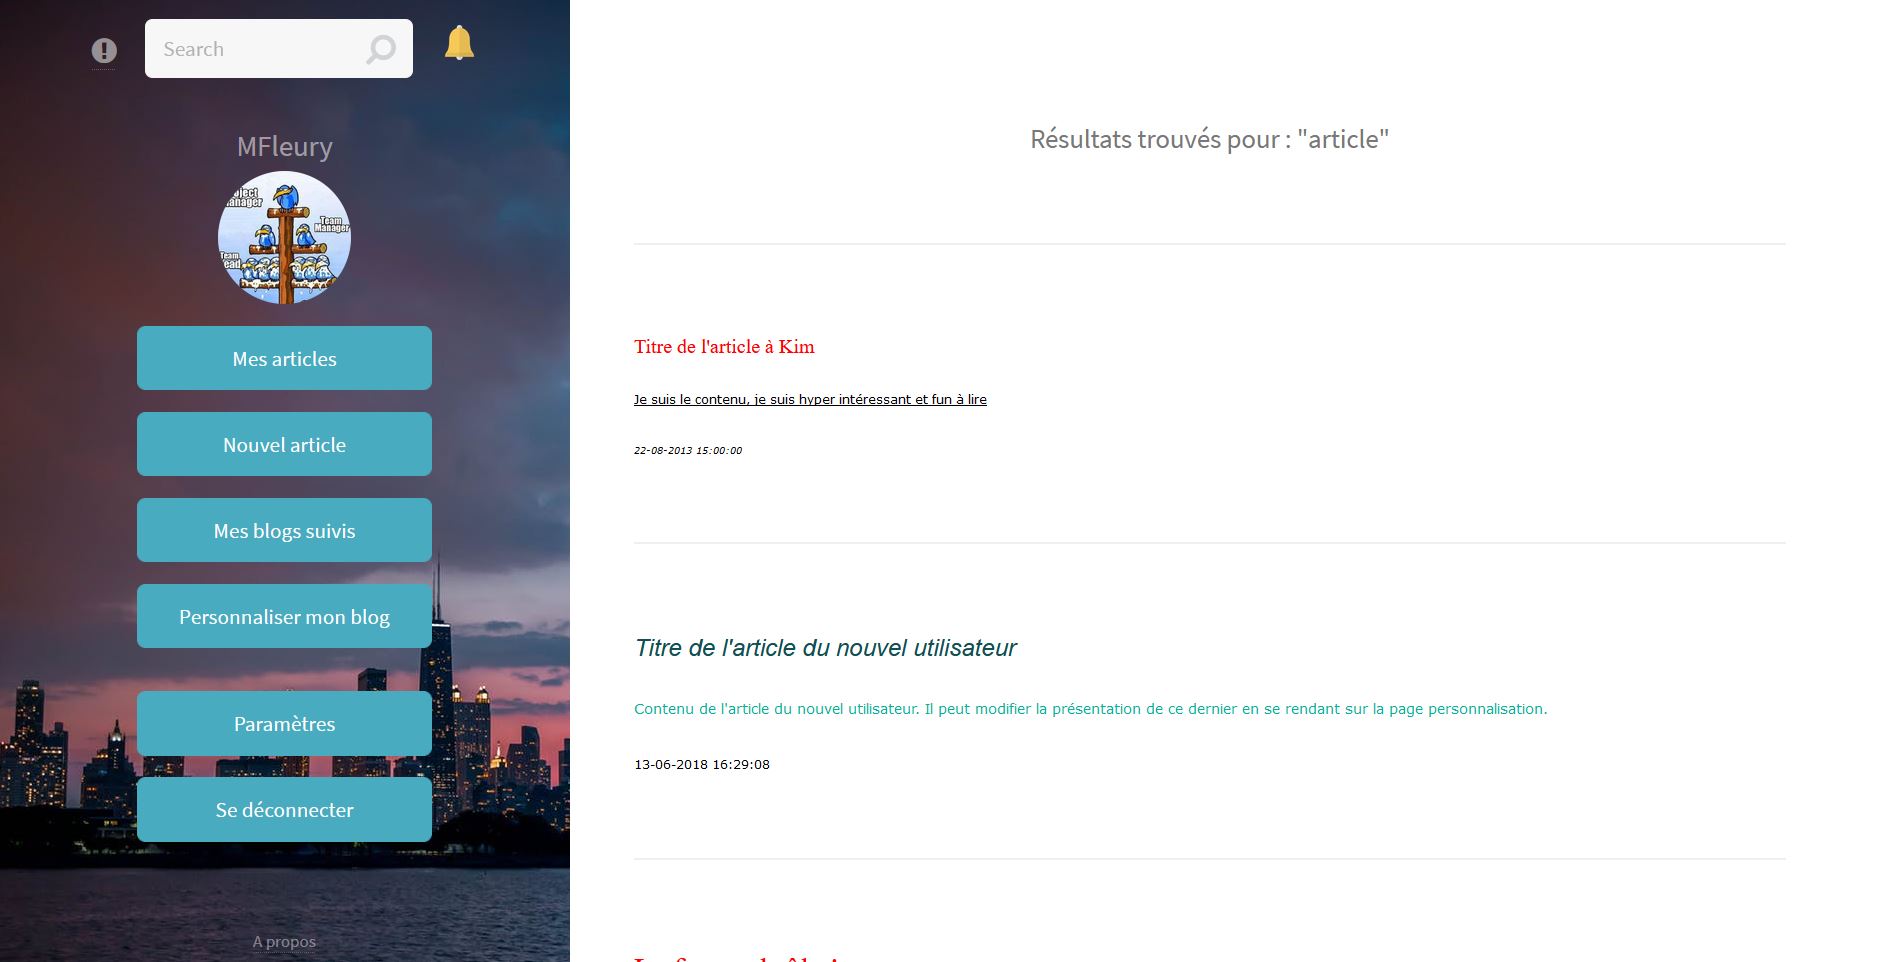 Search
MFleury
Project
Manager
Team
Manager
Team
Mes articles
Nouvel article
Mes blogs suivis
Personnaliser mon blog
Paramètres
Se déconnecter
A propos
Résultats trouvés pour : "article"
Titre de l'article à Kim
Je suis le contenu, je suis hyper intéressant et fun à lire
22-08-2013 15:00:00
Titre de l'article du nouvel utilisateur
Contenu de l'article du nouvel utilisateur. Il peut modifier la présentation de ce dernier en se rendant sur la page personnalisation.
13-06-2018 16:29:08